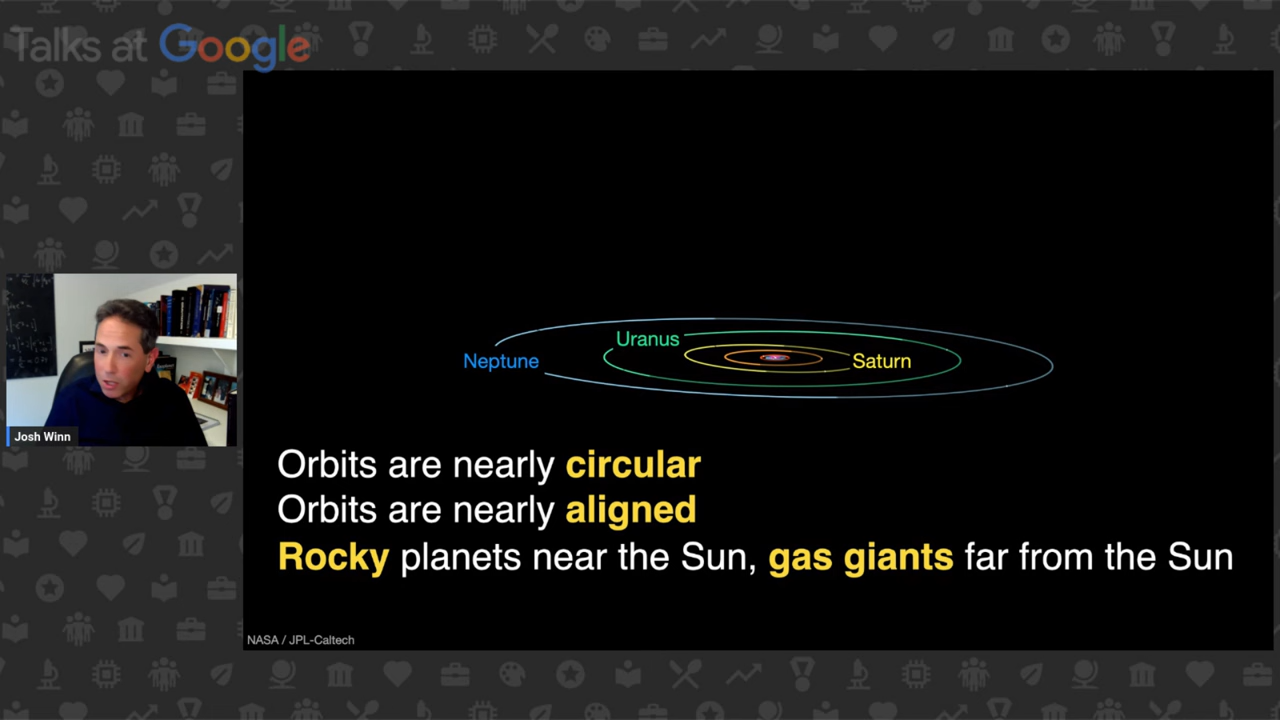 Talks at Google
Uranus
Neptune
Saturn
Josh Winn
Orbits are nearly circular
Orbits are nearly aligned
Rocky planets near the Sun, gas giants far from the Sun
NASA / JPL-Caltech